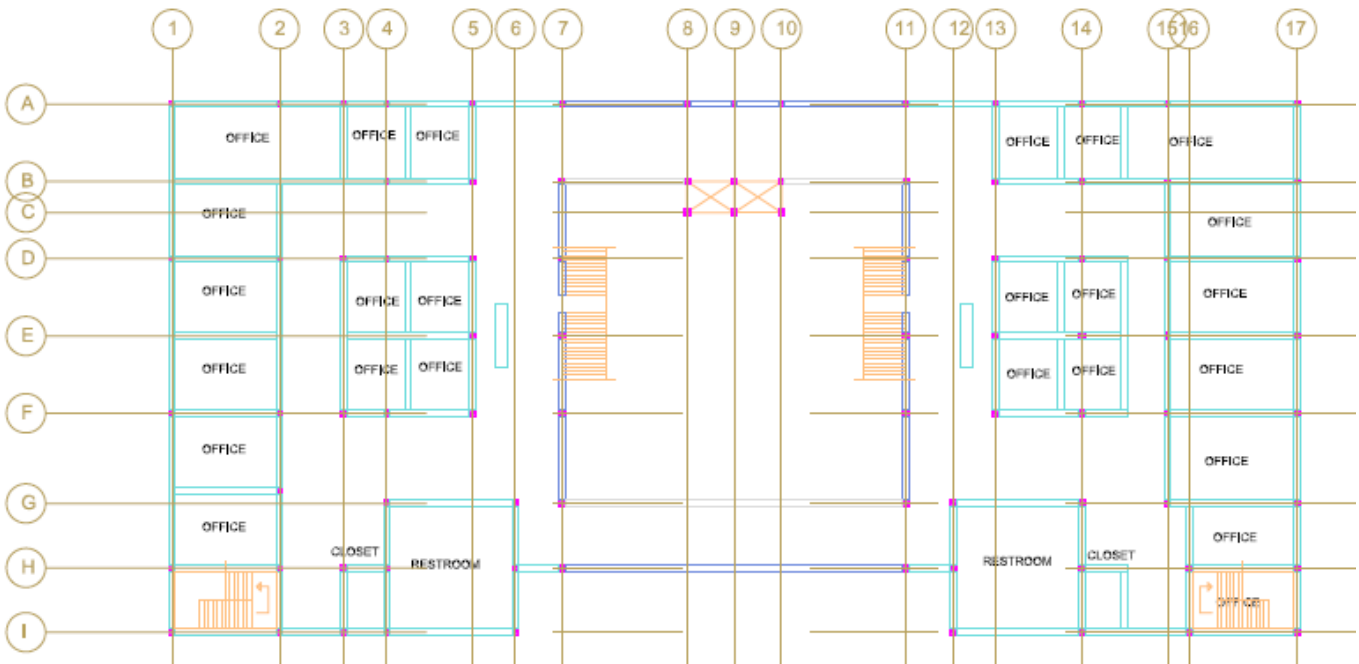 1 2 3 4 5 6 7 8 9 10 11 12 13 14 15 16 17
A
OFFICE OFFICE OFFICE OFFICE OFFICE OFFICE
B
C
OFFICE OFFICE
D
OFFICE OFFICE OFFICE OFFICE OFFICE OFFICE
E
OFFICE OFFICE OFFICE OFFICE OFFICE OFFICE
F
OFFICE OFFICE
G
OFFICE OFFICE
CLOSET RESTROOM RESTROOM CLOSET
H
OFFICE
I